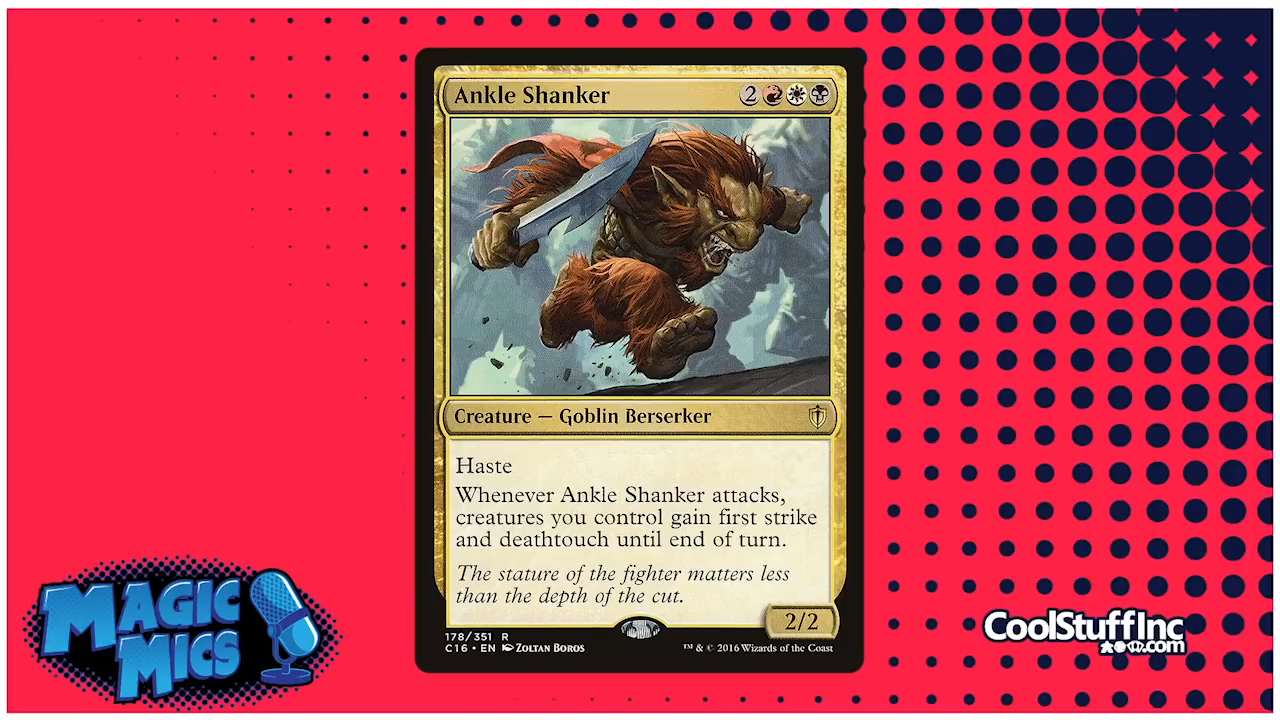 Ankle Shanker
2
Creature — Goblin Berserker
Haste
Whenever Ankle Shanker attacks,
creatures you control gain first strike
and deathtouch until end of turn.
The stature of the fighter matters less
than the depth of the cut.
2/2
178/351 R
C16 • EN Zoltan Boros
™ & © 2016 Wizards of the Coast
MAGIC
MICS
CoolStuffInc
.com